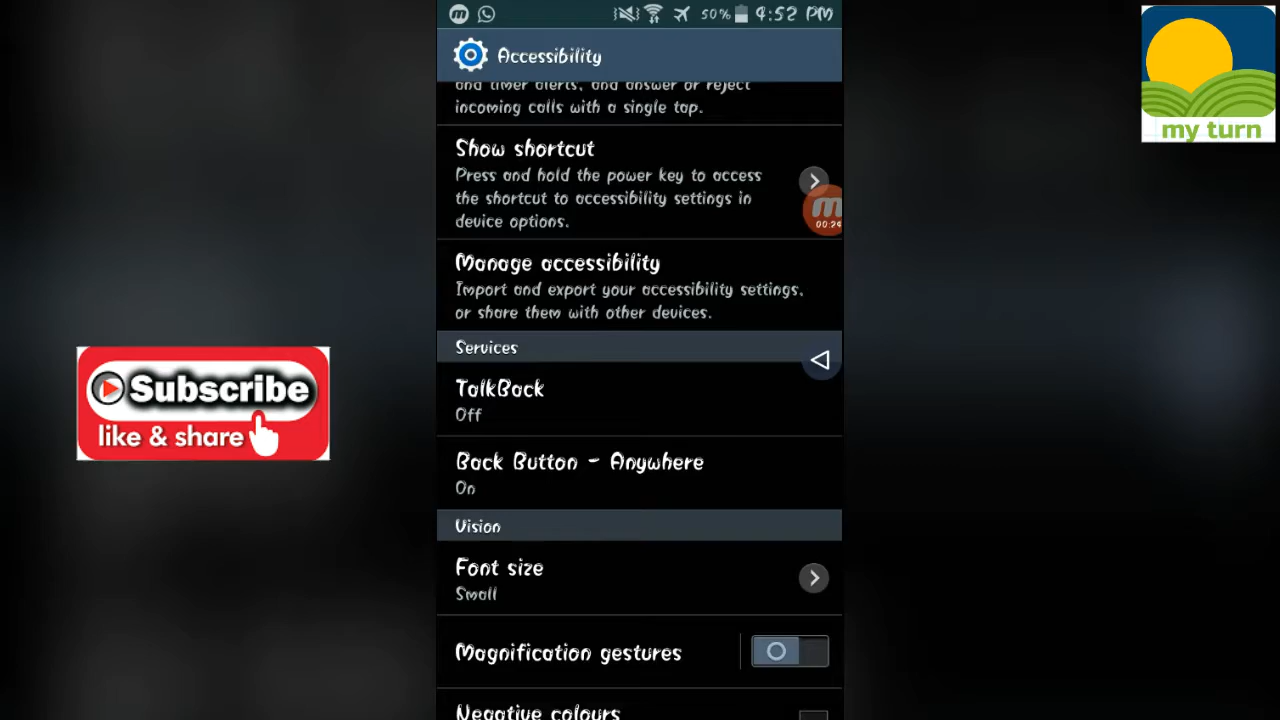 50% 4:52 PM
my turn
Accessibility
and timer alerts, and answer or reject
incoming calls with a single tap.
Show shortcut
Press and hold the power key to access
the shortcut to accessibility settings in
device options.
00:24
Manage accessibility
Import and export your accessibility settings,
or share them with other devices.
Services
TalkBack
Off
Subscribe
like & share
Back Button - Anywhere
On
Vision
Font size
Small
Magnification gestures
Negative colours